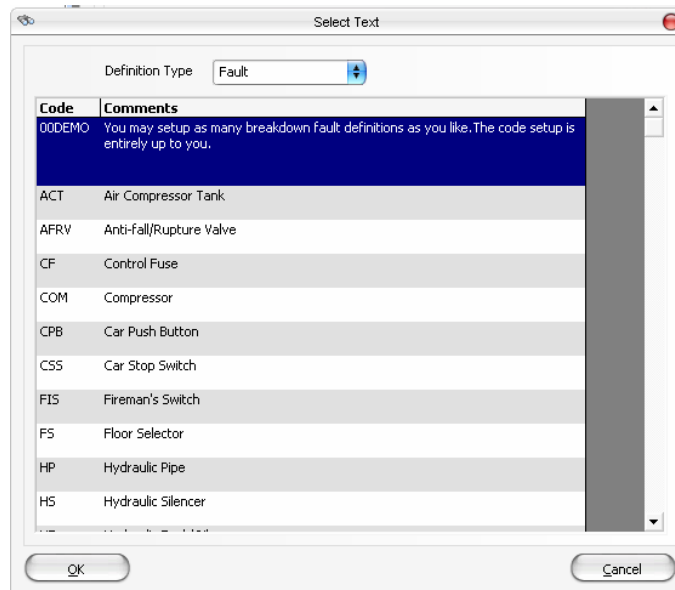 Select Text
Definition Type Fault
Code Comments
00DEMO You may setup as many breakdown fault definitions as you like.The code setup is
entirely up to you.
ACT Air Compressor Tank
AFRV Anti-fall/Rupture Valve
CF Control Fuse
COM Compressor
CPB Car Push Button
CSS Car Stop Switch
FIS Fireman's Switch
FS Floor Selector
HP Hydraulic Pipe
HS Hydraulic Silencer
OK Cancel